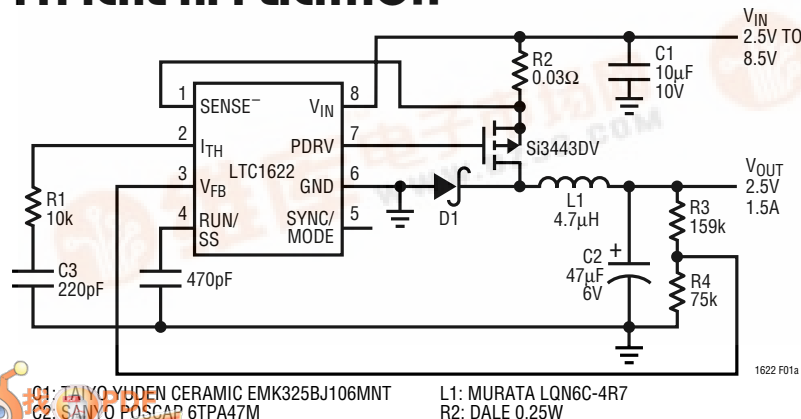 VIN
2.5V TO
8.5V
R2
0.03Ω
C1
10µF
10V
1
SENSE–
VIN
8
2
ITH
PDRV
7
Si3443DV
LTC1622
3
VFB
GND
6
R1
10k
4
RUN/
SS
SYNC/
MODE
5
D1
L1
4.7µH
VOUT
2.5V
1.5A
R3
159k
C3
220pF
470pF
C2
47µF
6V
+
R4
75k
1622 F01a
C1: TAIYO YUDEN CERAMIC EMK325BJ106MNT
L1: MURATA LQN6C-4R7
C2: SANYO POSCAP 6TPA47M
R2: DALE 0.25W
PDF